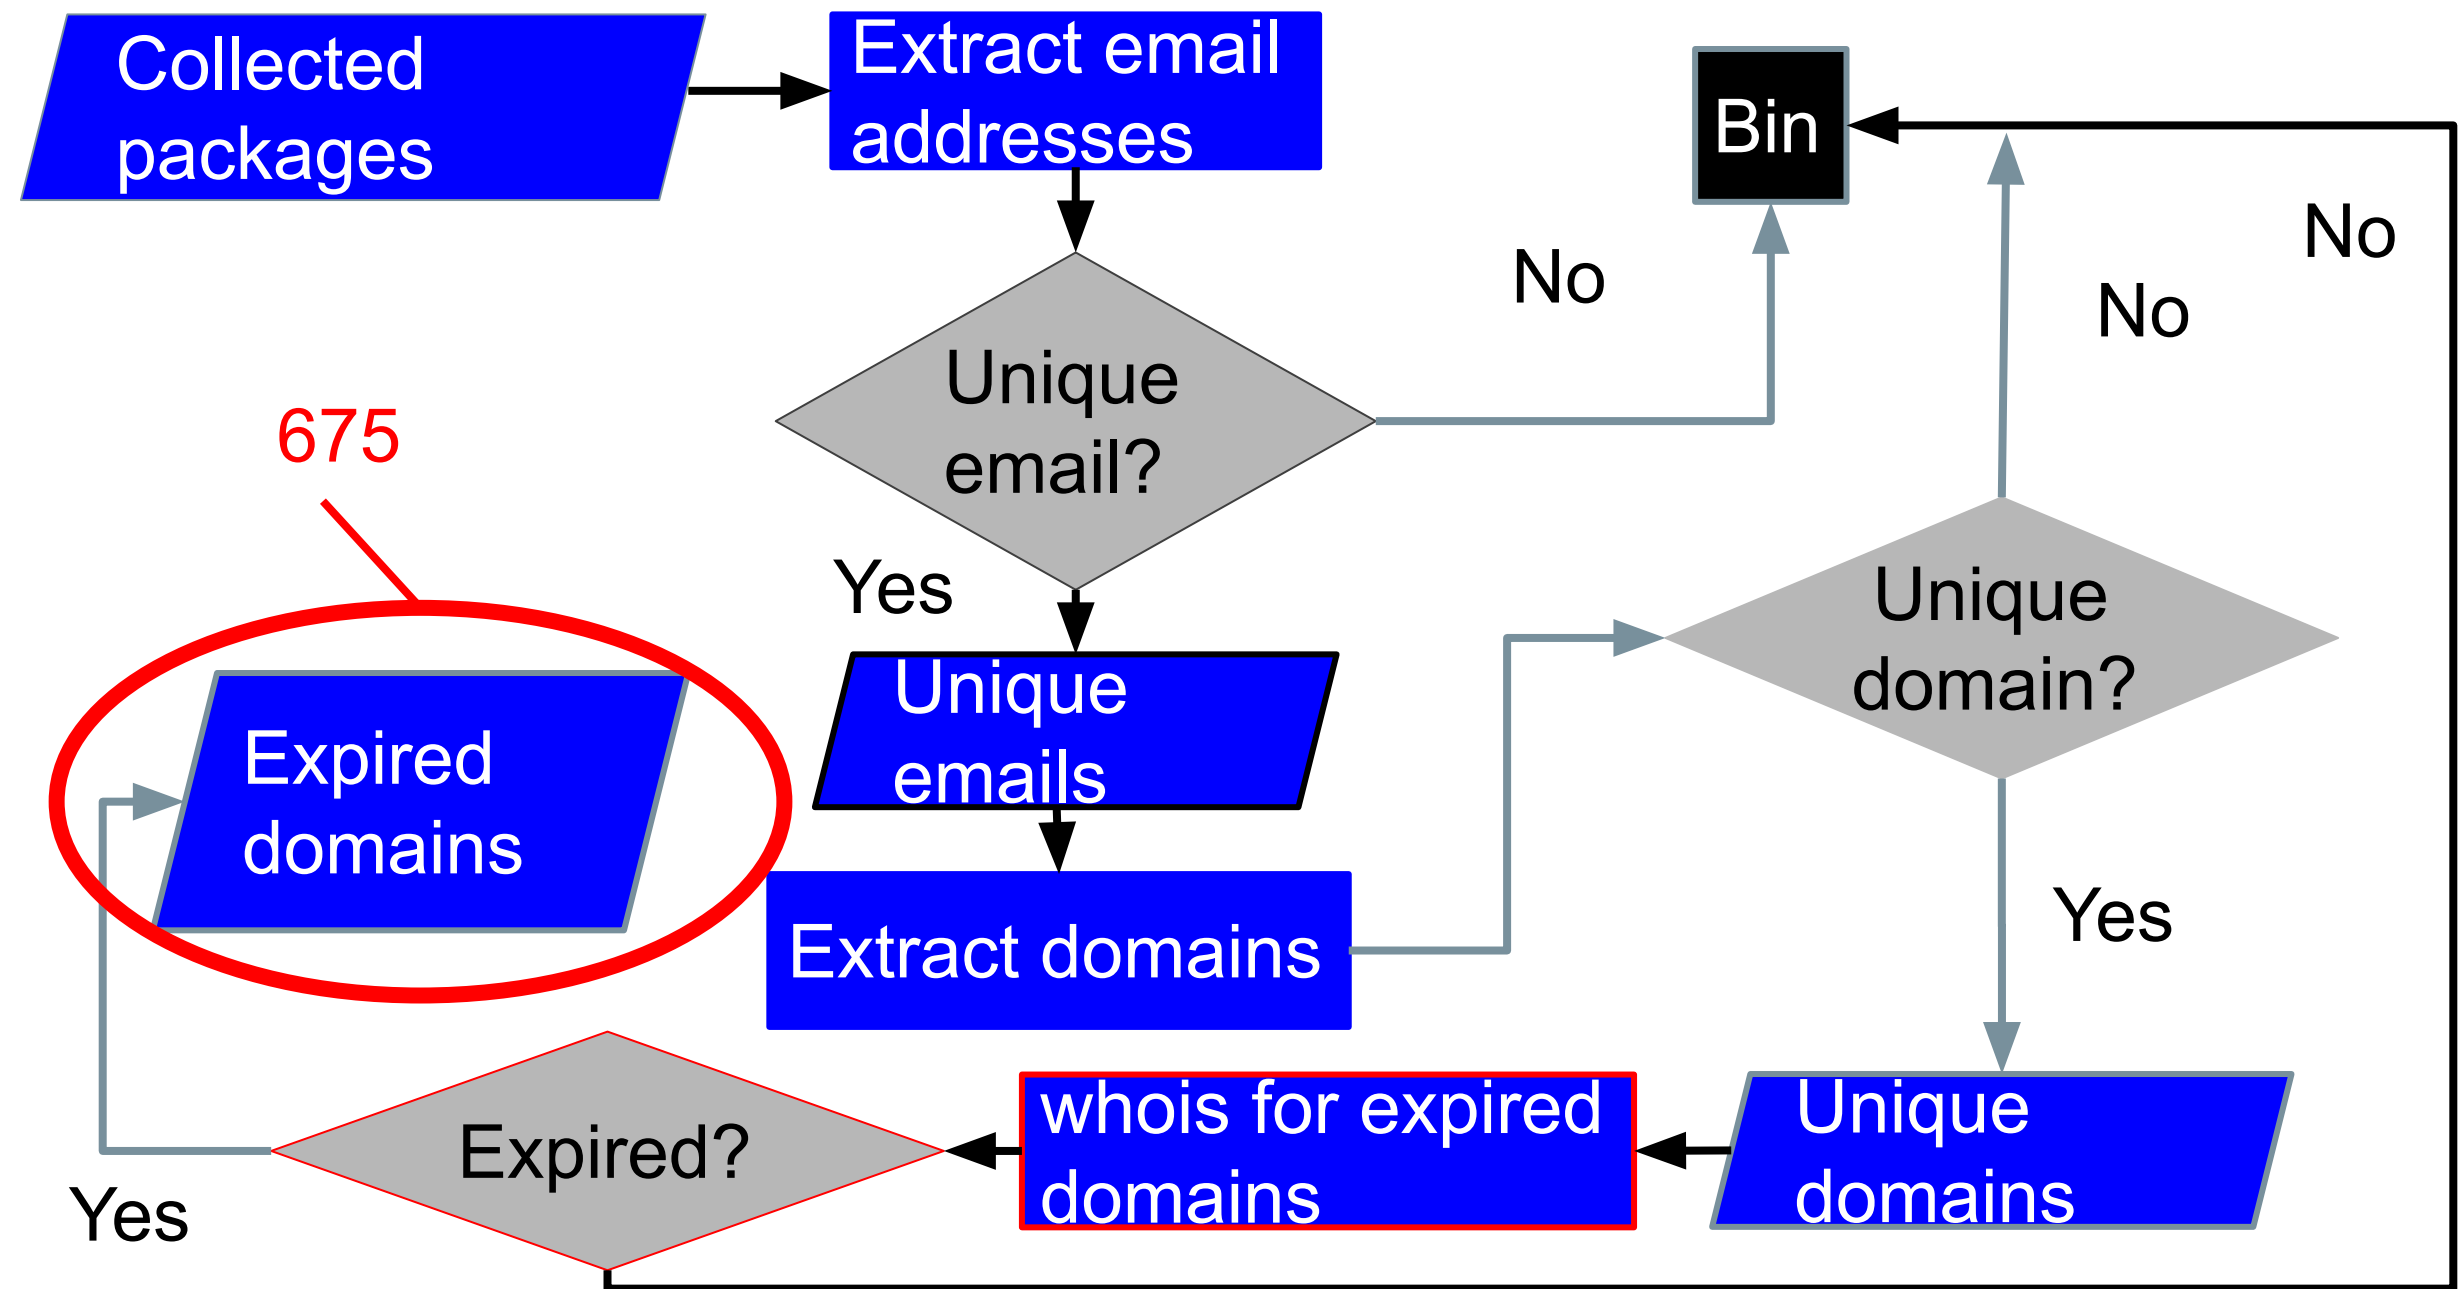 Collected
packages
Extract email
addresses
Bin
No
No
No
Unique
email?
675
Yes
Unique
domain?
Unique
emails
Expired
domains
Extract domains
Yes
whois for expired
domains
Unique
domains
Expired?
Yes